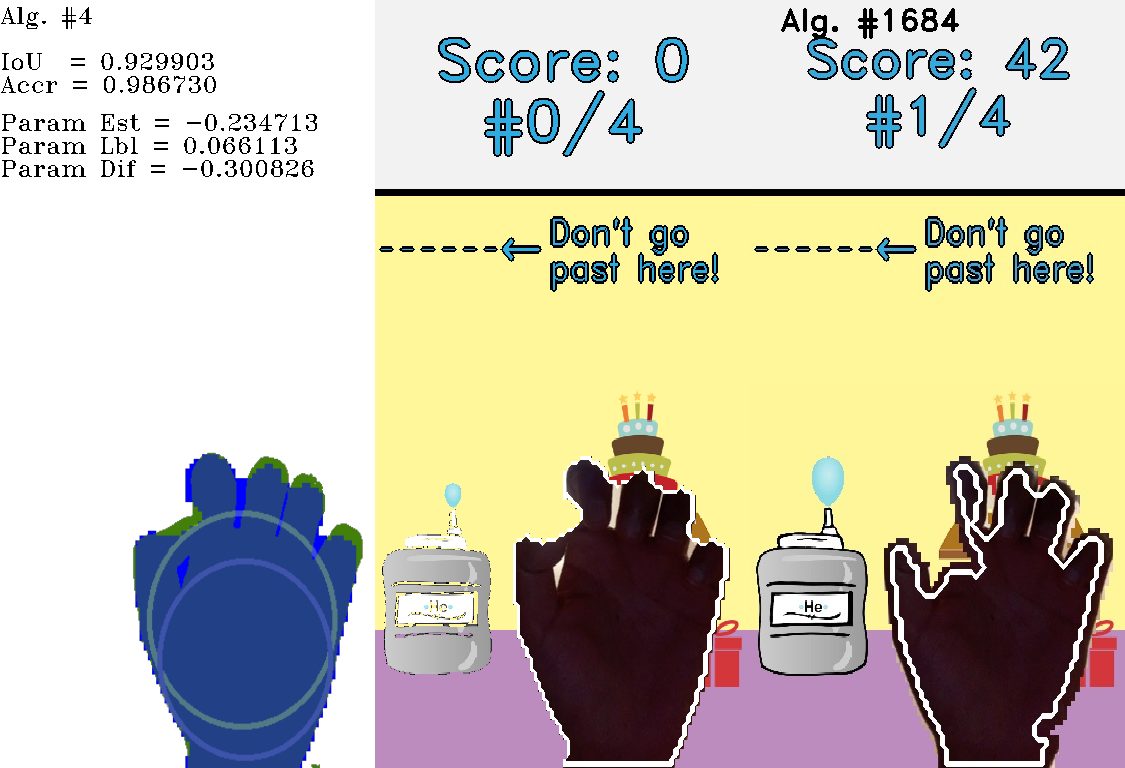 Alg. #4
IoU = 0.929903
Accr = 0.986730
Param Est = −0.234713
Param Lbl = 0.066113
Param Dif = −0.300826
Score: 0
#0/4
Don't go
past here!
He
Alg. #1684
Score: 42
#1/4
Don't go
past here!
He